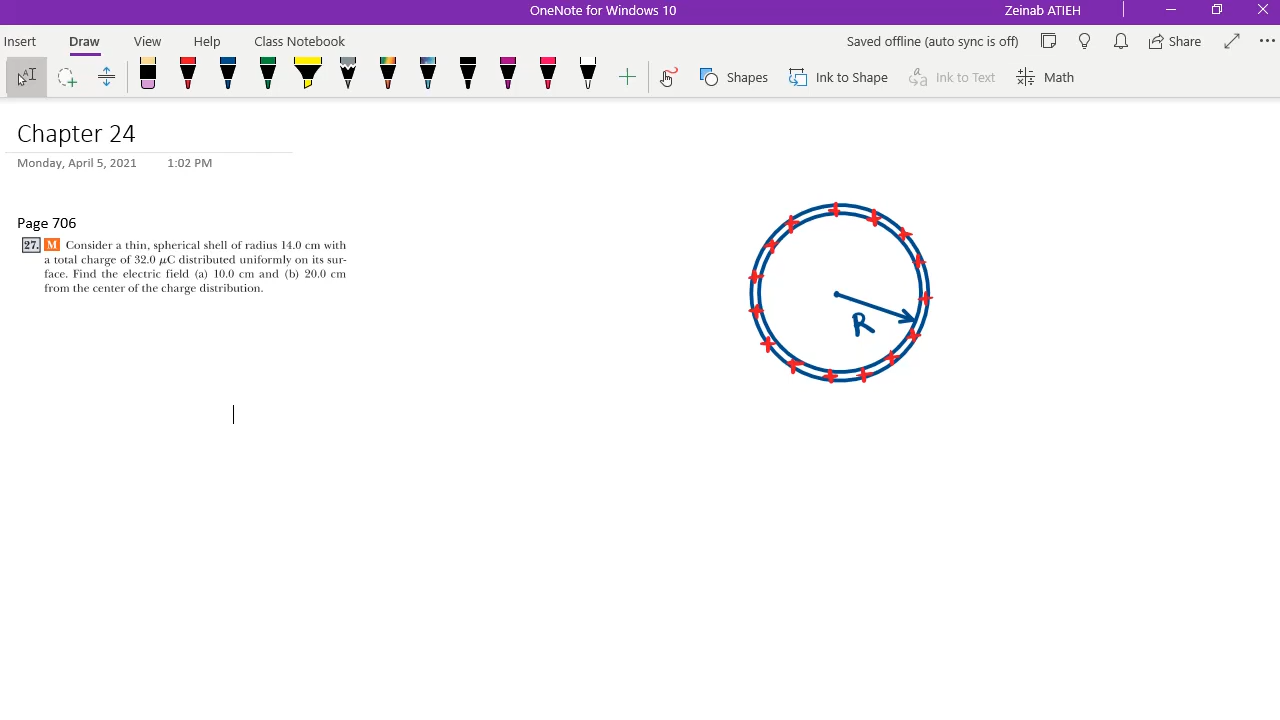 OneNote for Windows 10
Zeinab ATIEH
Insert Draw View Help Class Notebook
Saved offline (auto sync is off) Share
Shapes Ink to Shape Ink to Text Math
Chapter 24
Monday, April 5, 2021 1:02 PM
Page 706
27. M Consider a thin, spherical shell of radius 14.0 cm with
a total charge of 32.0 μC distributed uniformly on its sur-
face. Find the electric field (a) 10.0 cm and (b) 20.0 cm
from the center of the charge distribution.
R